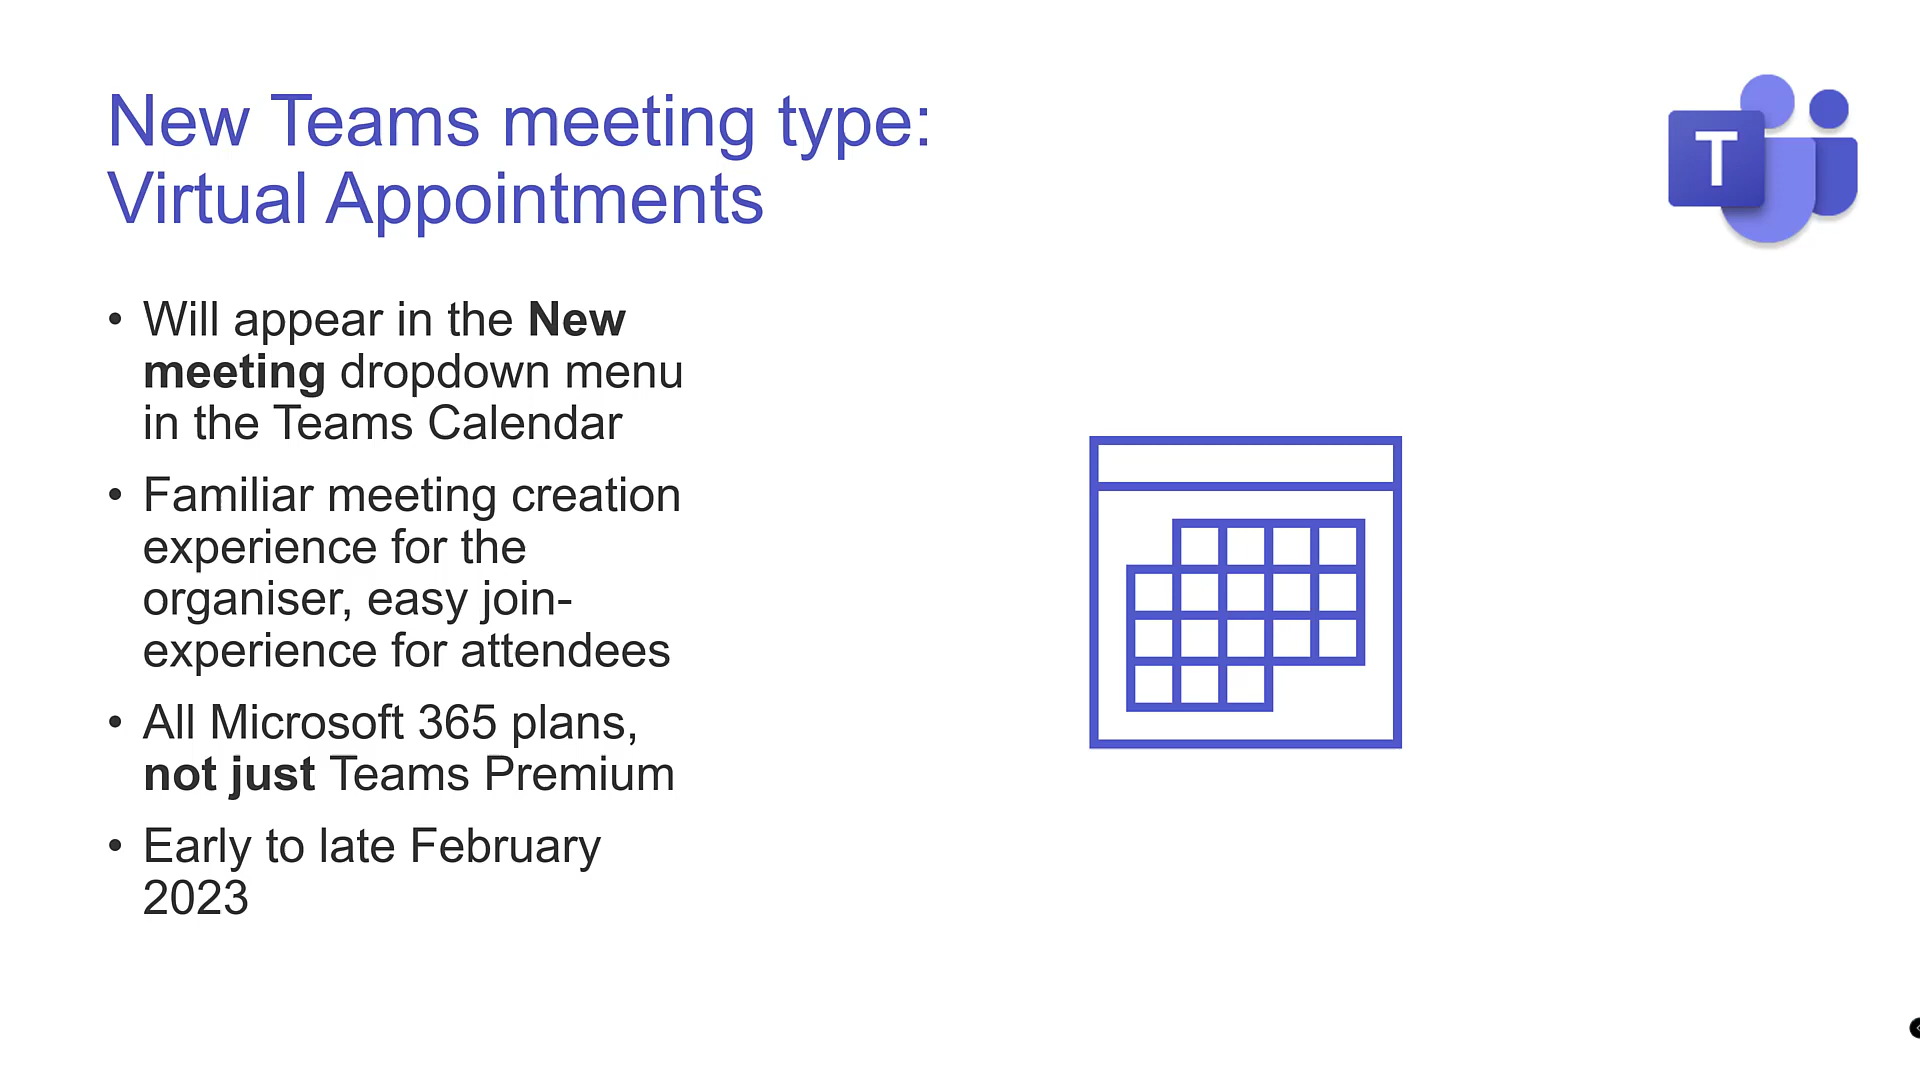 New Teams meeting type:
Virtual Appointments
T
• Will appear in the New
meeting dropdown menu
in the Teams Calendar
• Familiar meeting creation
experience for the
organiser, easy join-
experience for attendees
• All Microsoft 365 plans,
not just Teams Premium
• Early to late February
2023